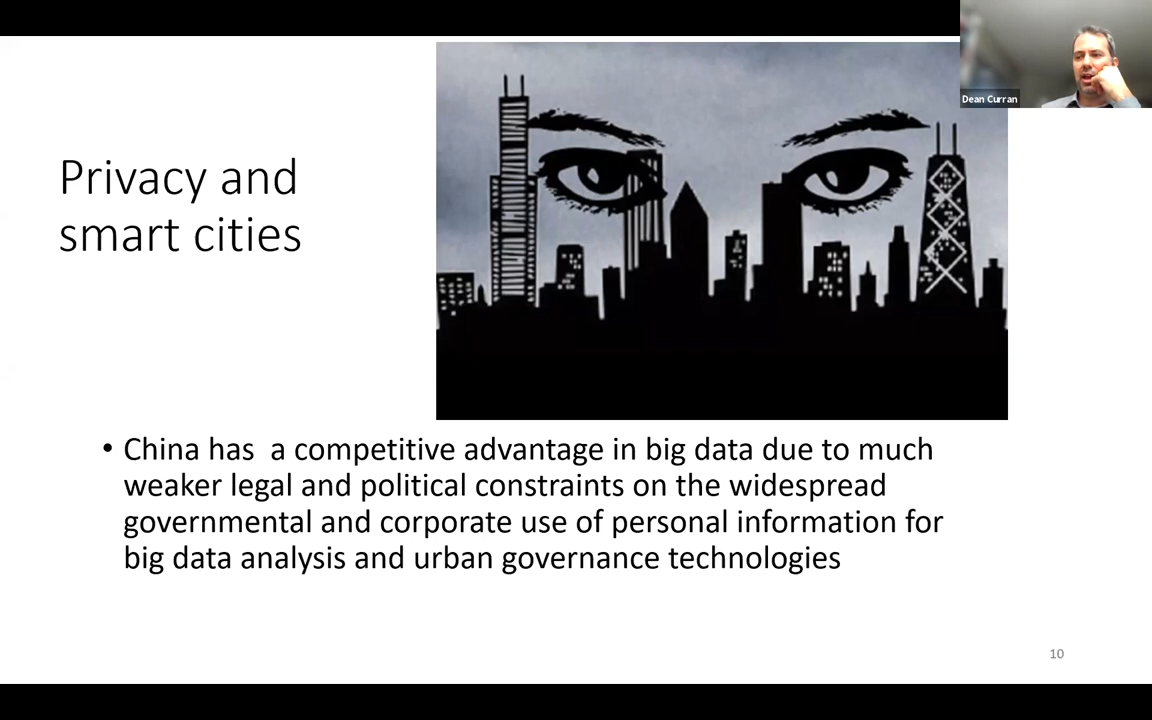 Dean Curran
Privacy and
smart cities
• China has  a competitive advantage in big data due to much
weaker legal and political constraints on the widespread
governmental and corporate use of personal information for
big data analysis and urban governance technologies
10